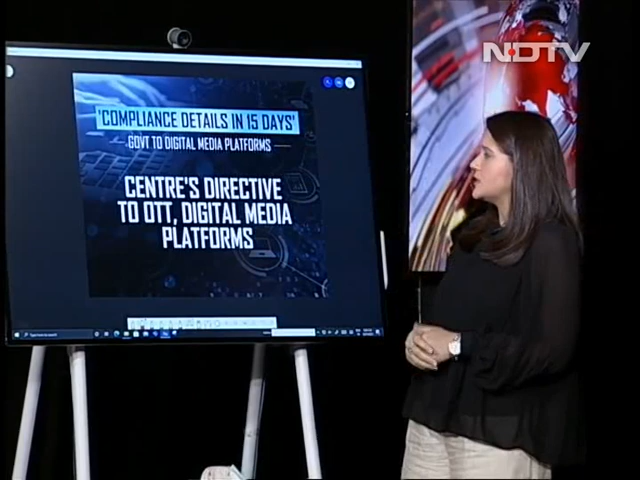 NDTV
'COMPLIANCE DETAILS IN 15 DAYS'
GOVT TO DIGITAL MEDIA PLATFORMS
CENTRE'S DIRECTIVE
TO OTT, DIGITAL MEDIA
PLATFORMS